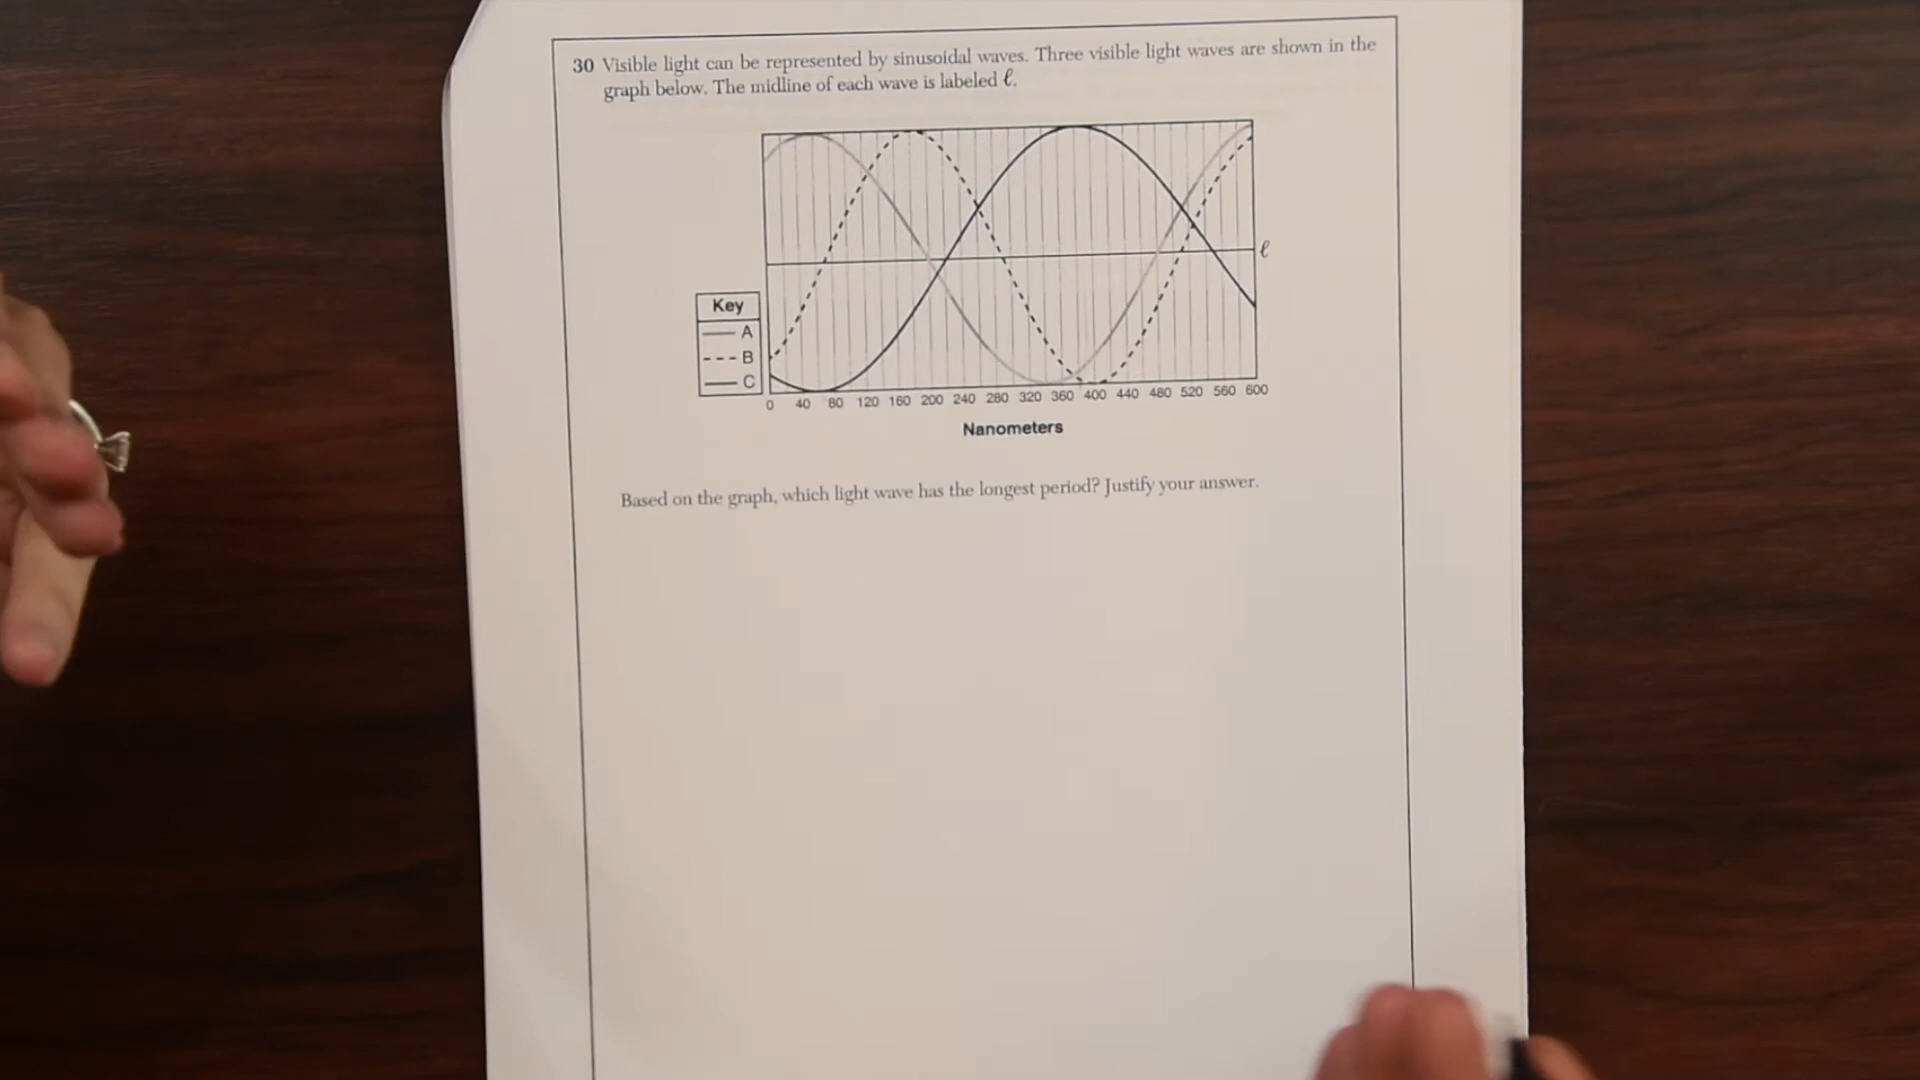 30 Visible light can be represented by sinusoidal waves. Three visible light waves are shown in the
graph below. The midline of each wave is labeled ℓ.
ℓ
Key
A
B
C
0 40 80 120 160 200 240 280 320 360 400 440 480 520 560 600
Nanometers
Based on the graph, which light wave has the longest period? Justify your answer.